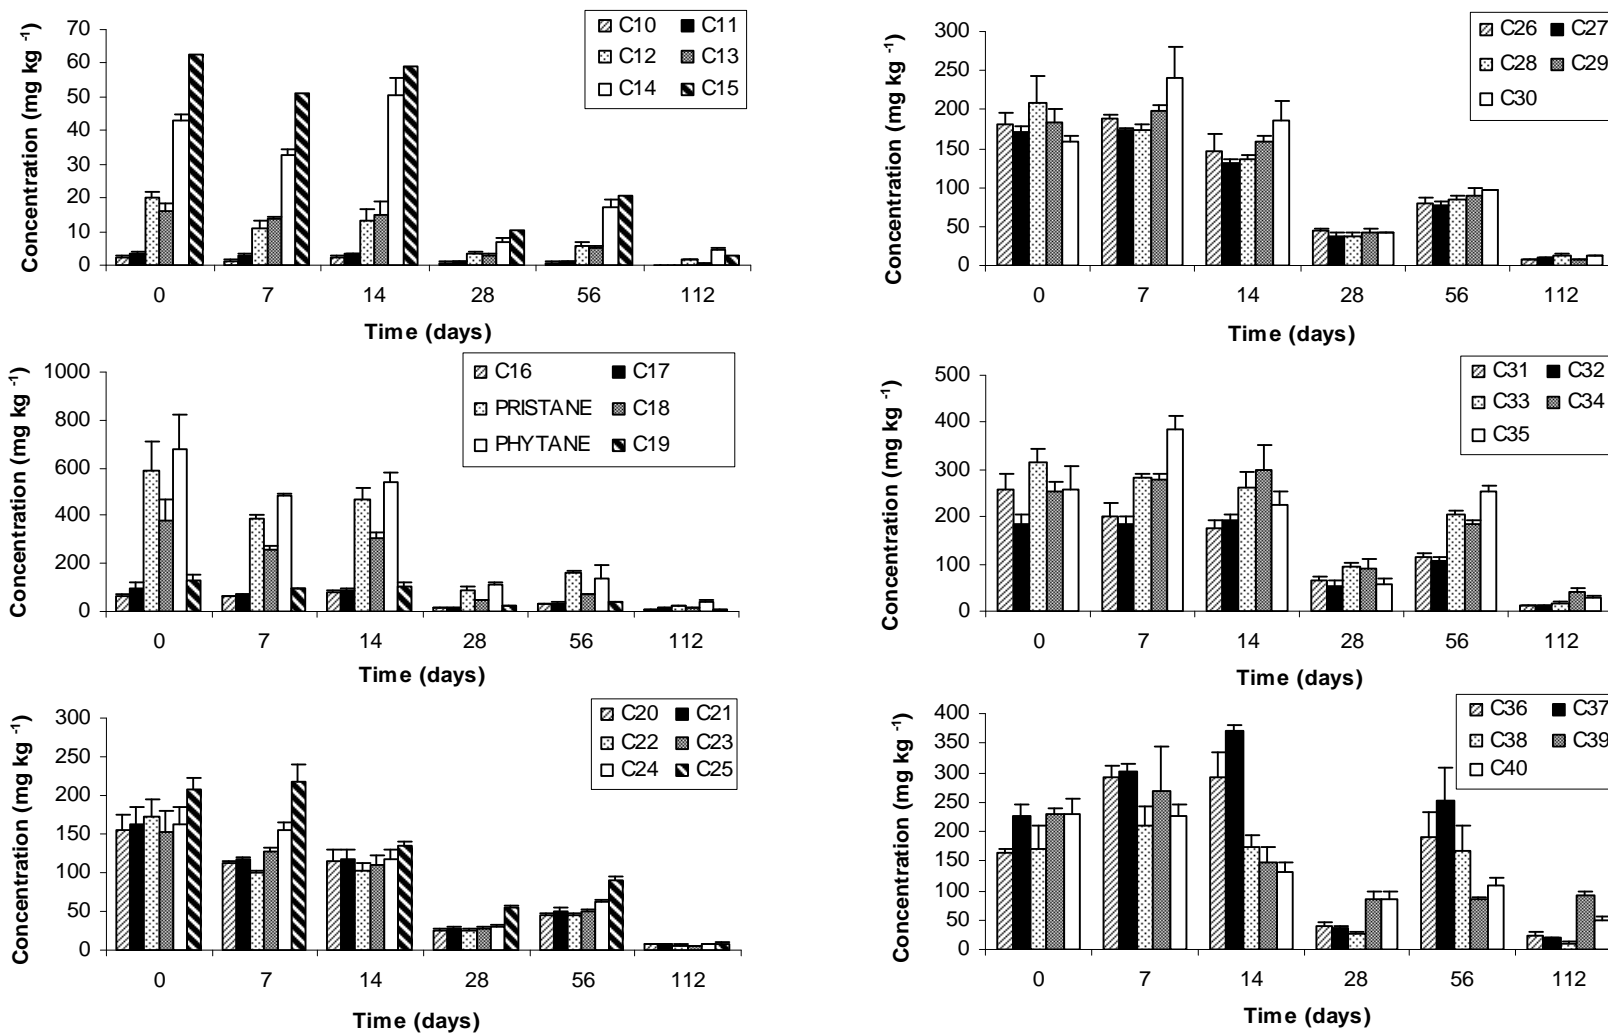 Concentration (mg kg -1)
70
60
50
40
30
20
10
0
C10 C11
C12 C13
C14 C15
0 7 14 28 56 112
Time (days)
Concentration (mg kg -1)
300
250
200
150
100
50
0
C26 C27
C28 C29
C30
0 7 14 28 56 112
Time (days)
Concentration (mg kg -1)
1000
800
600
400
200
0
C16 C17
PRISTANE C18
PHYTANE C19
0 7 14 28 56 112
Time (days)
Concentration (mg kg -1)
500
400
300
200
100
0
C31 C32
C33 C34
C35
0 7 14 28 56 112
Time (days)
Concentration (mg kg -1)
300
250
200
150
100
50
0
C20 C21
C22 C23
C24 C25
0 7 14 28 56 112
Time (days)
Concentration (mg kg -1)
400
350
300
250
200
150
100
50
0
C36 C37
C38 C39
C40
0 7 14 28 56 112
Time (days)